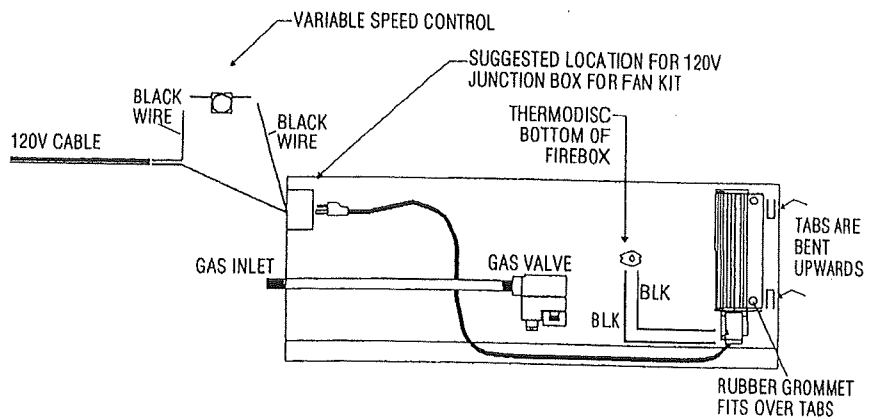 VARIABLE SPEED CONTROL
SUGGESTED LOCATION FOR 120V
JUNCTION BOX FOR FAN KIT
BLACK
WIRE
BLACK
WIRE
THERMODISC
BOTTOM OF
FIREBOX
120V CABLE
TABS ARE
BENT
UPWARDS
GAS INLET
GAS VALVE
BLK
BLK
RUBBER GROMMET
FITS OVER TABS